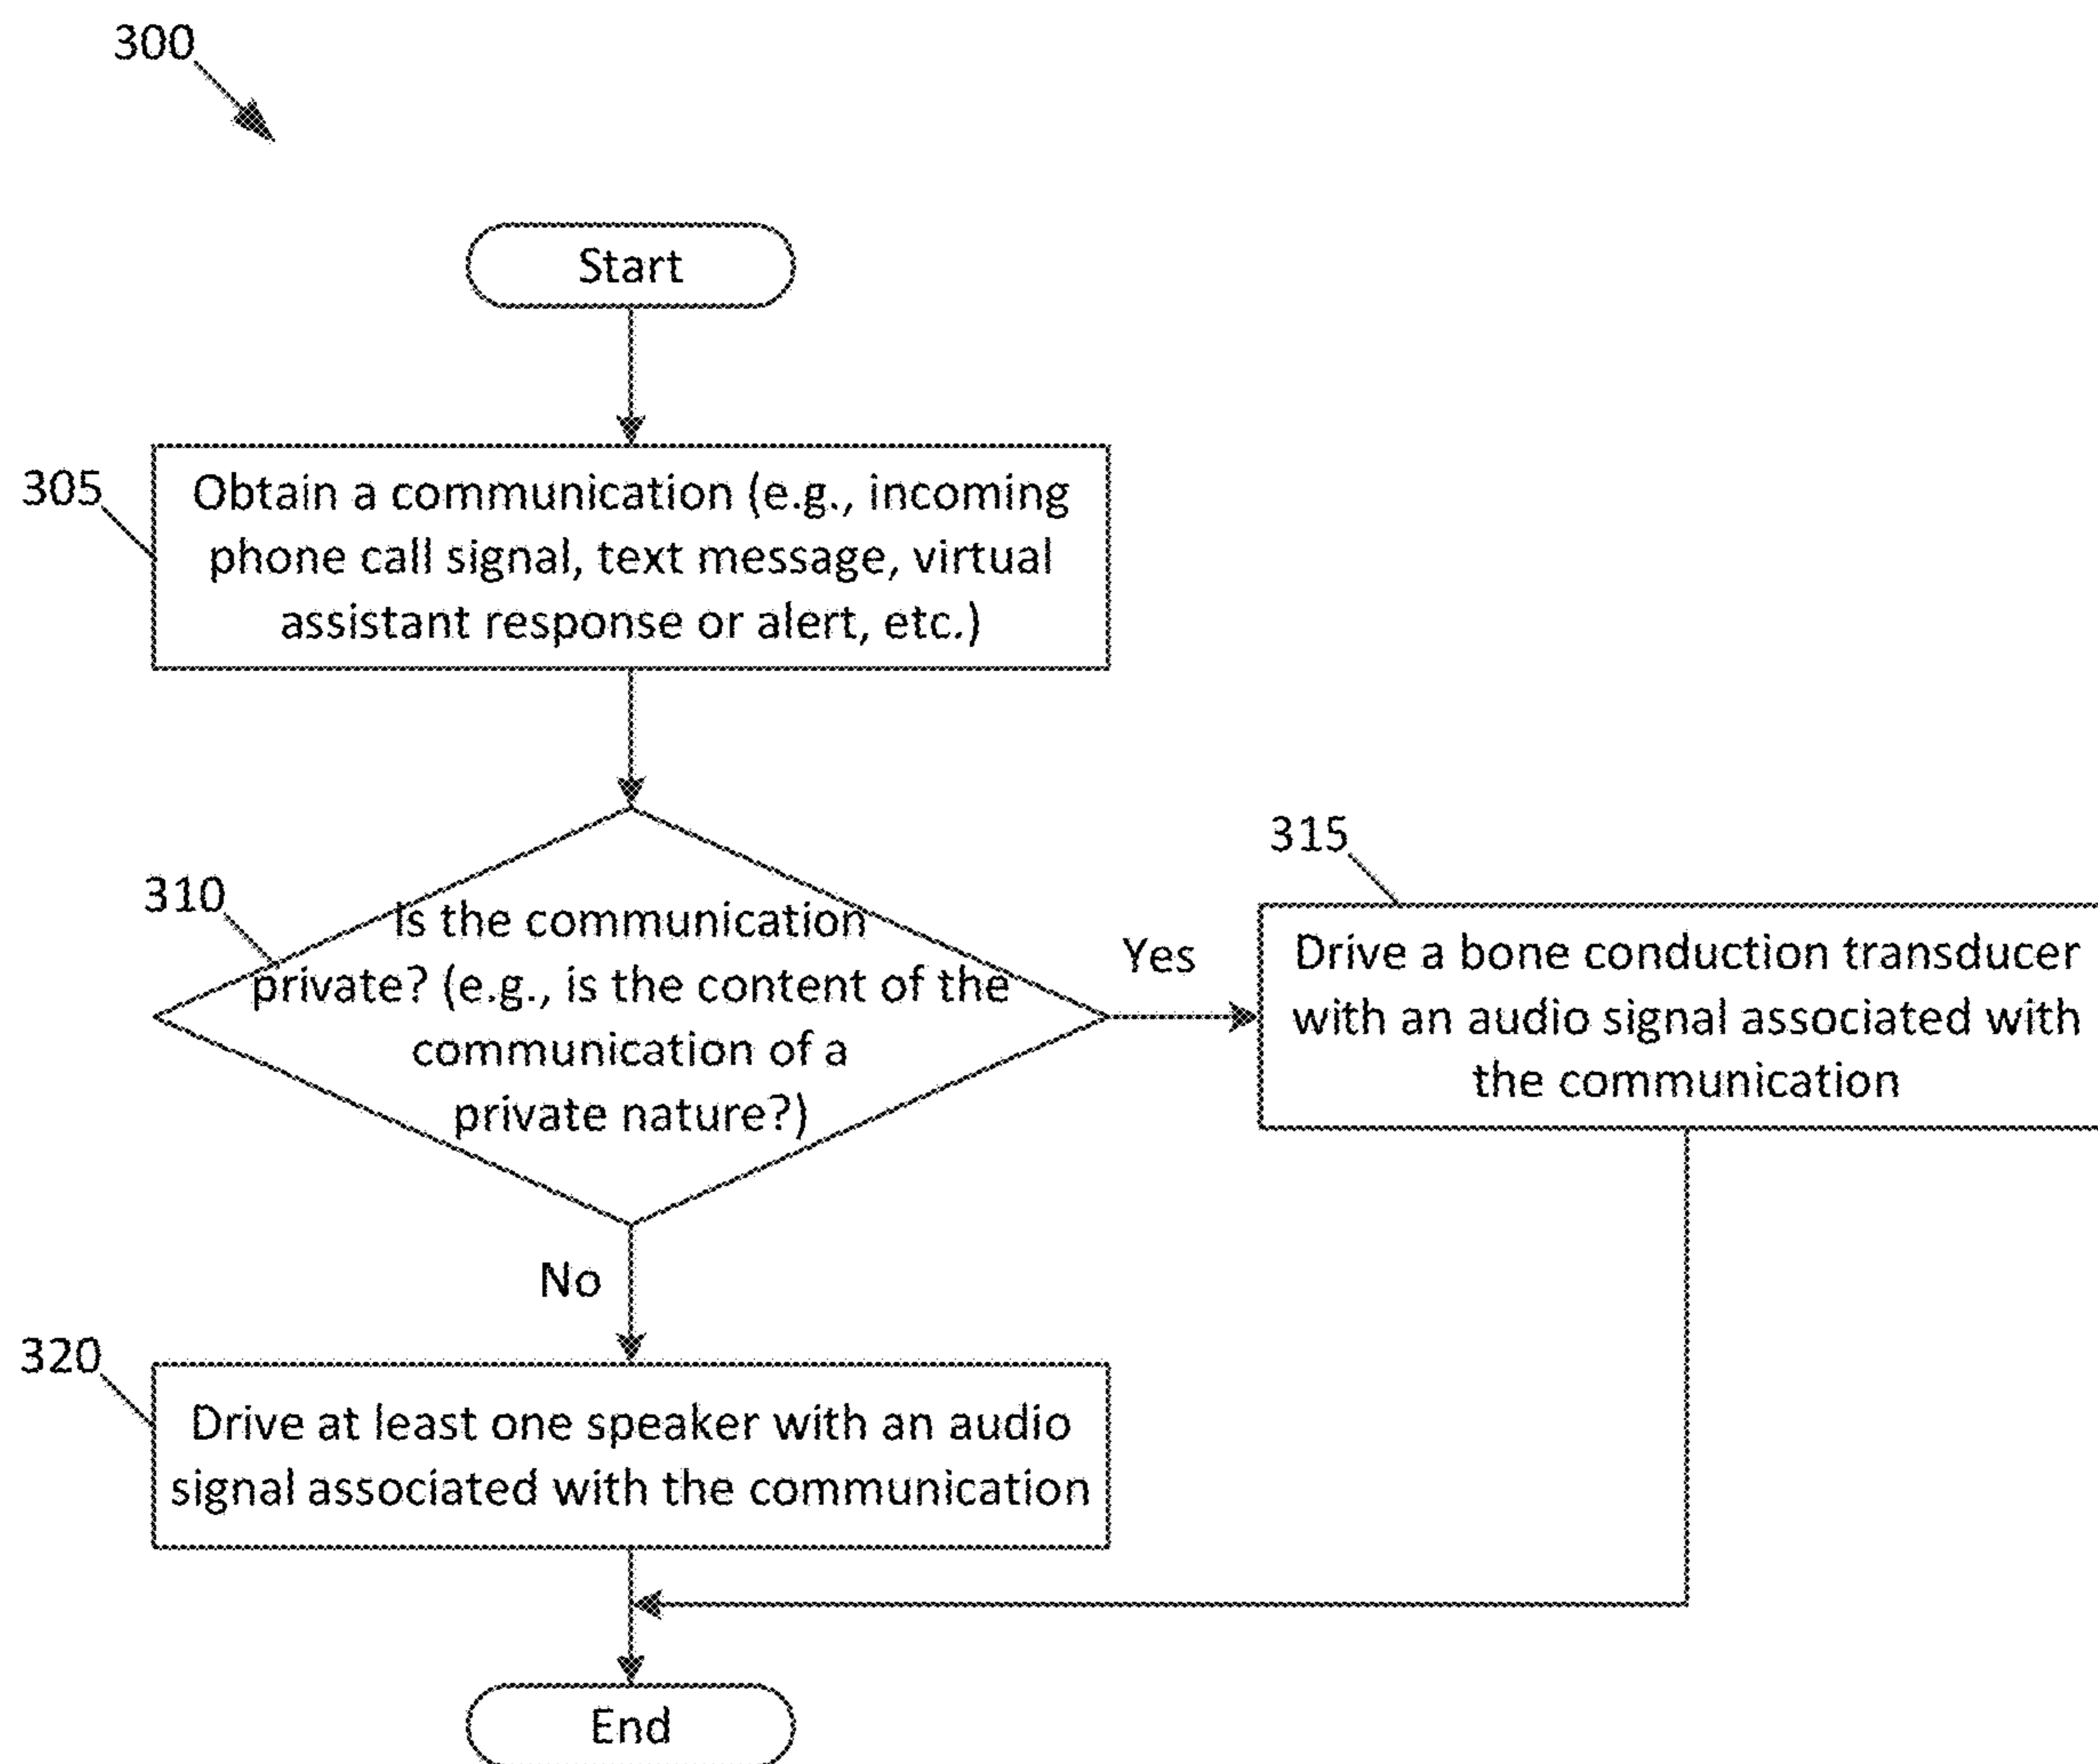 300
Start
305
Obtain a communication (e.g., incoming
phone call signal, text message, virtual
assistant response or alert, etc.)
310
Is the communication
private? (e.g., is the content of the
communication of a
private nature?)
Yes
315
Drive a bone conduction transducer
with an audio signal associated with
the communication
No
320
Drive at least one speaker with an audio
signal associated with the communication
End